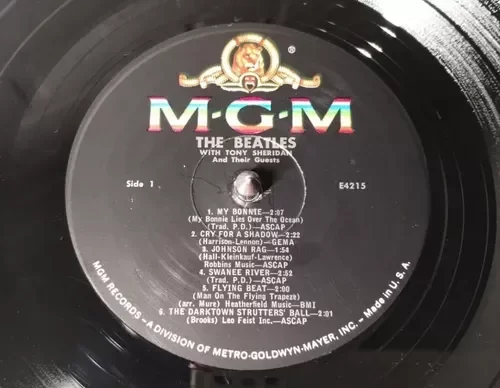 ®
M-G-M
THE BEATLES
WITH TONY SHERIDAN
And Their Guests
Side 1
E4215
1. MY BONNIE—2:07
(My Bonnie Lies Over The Ocean)
(Trad. P.D.)—ASCAP
2. CRY FOR A SHADOW—2:22
(Harrison-Lennon)—GEMA
3. JOHNSON RAG—1:54
(Hall-Kleinkauf-Lawrence)
Robbins Music—ASCAP
4. SWANEE RIVER—2:52
(Trad. P.D.)—ASCAP
5. FLYING BEAT—2:00
(Man On The Flying Trapeze)
(arr. Mure) Heatherfield Music—BMI
6. THE DARKTOWN STRUTTERS' BALL—2:01
(Brooks) Leo Feist Inc.—ASCAP
MGM RECORDS—A DIVISION OF METRO-GOLDWYN-MAYER, INC.—Made in U.S.A.